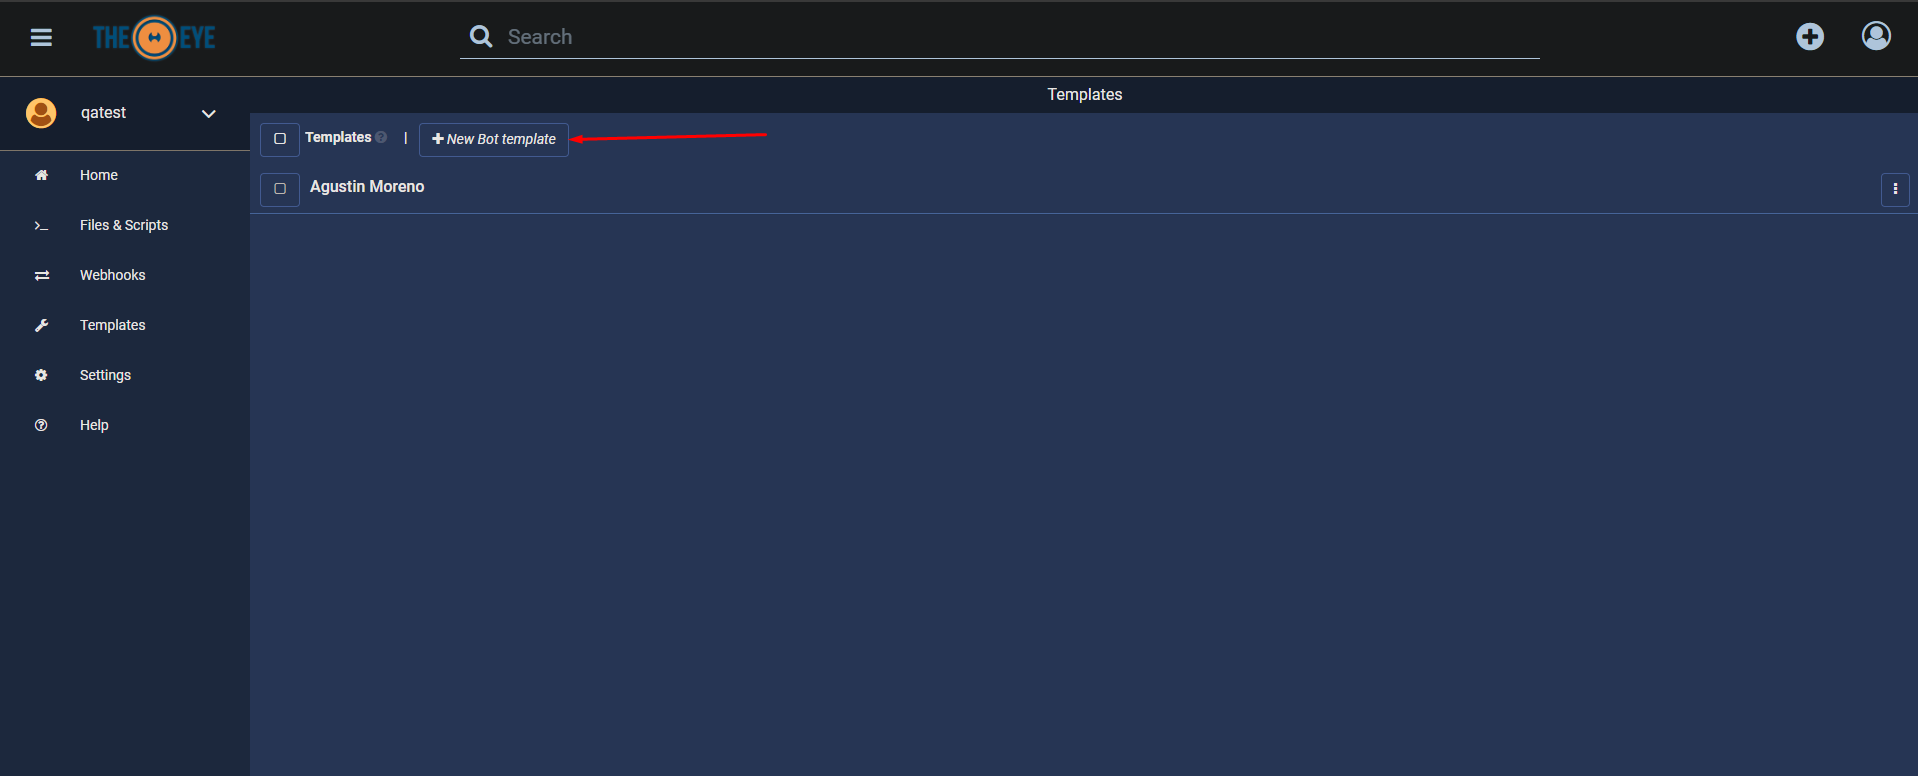 THE EYE
Search
qatest
Templates
Templates | New Bot template
Agustin Moreno
Home
Files & Scripts
Webhooks
Templates
Settings
Help